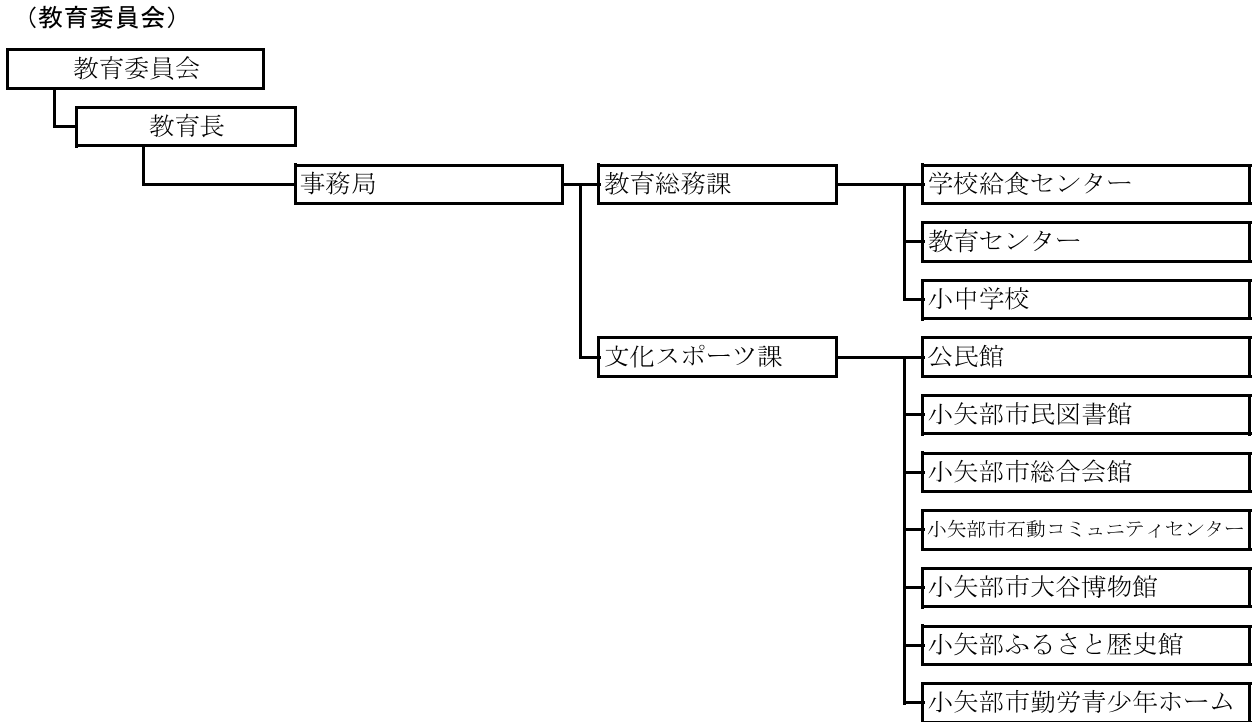 （教育委員会）
教育委員会
教育長
事務局
教育総務課
学校給食センター
教育センター
小中学校
文化スポーツ課
公民館
小矢部市民図書館
小矢部市総合会館
小矢部市石動コミュニティセンター
小矢部市大谷博物館
小矢部ふるさと歴史館
小矢部市勤労青少年ホーム